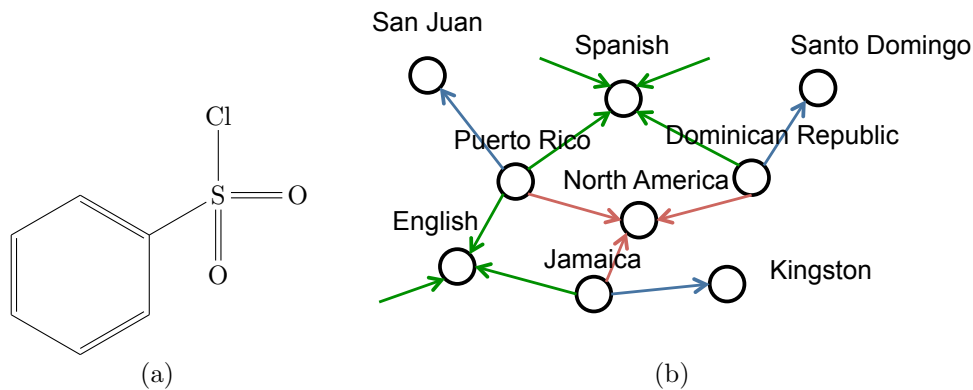 Cl
S
O
O
(a)
San Juan
Spanish
Santo Domingo
Puerto Rico
Dominican Republic
North America
English
Jamaica
Kingston
(b)